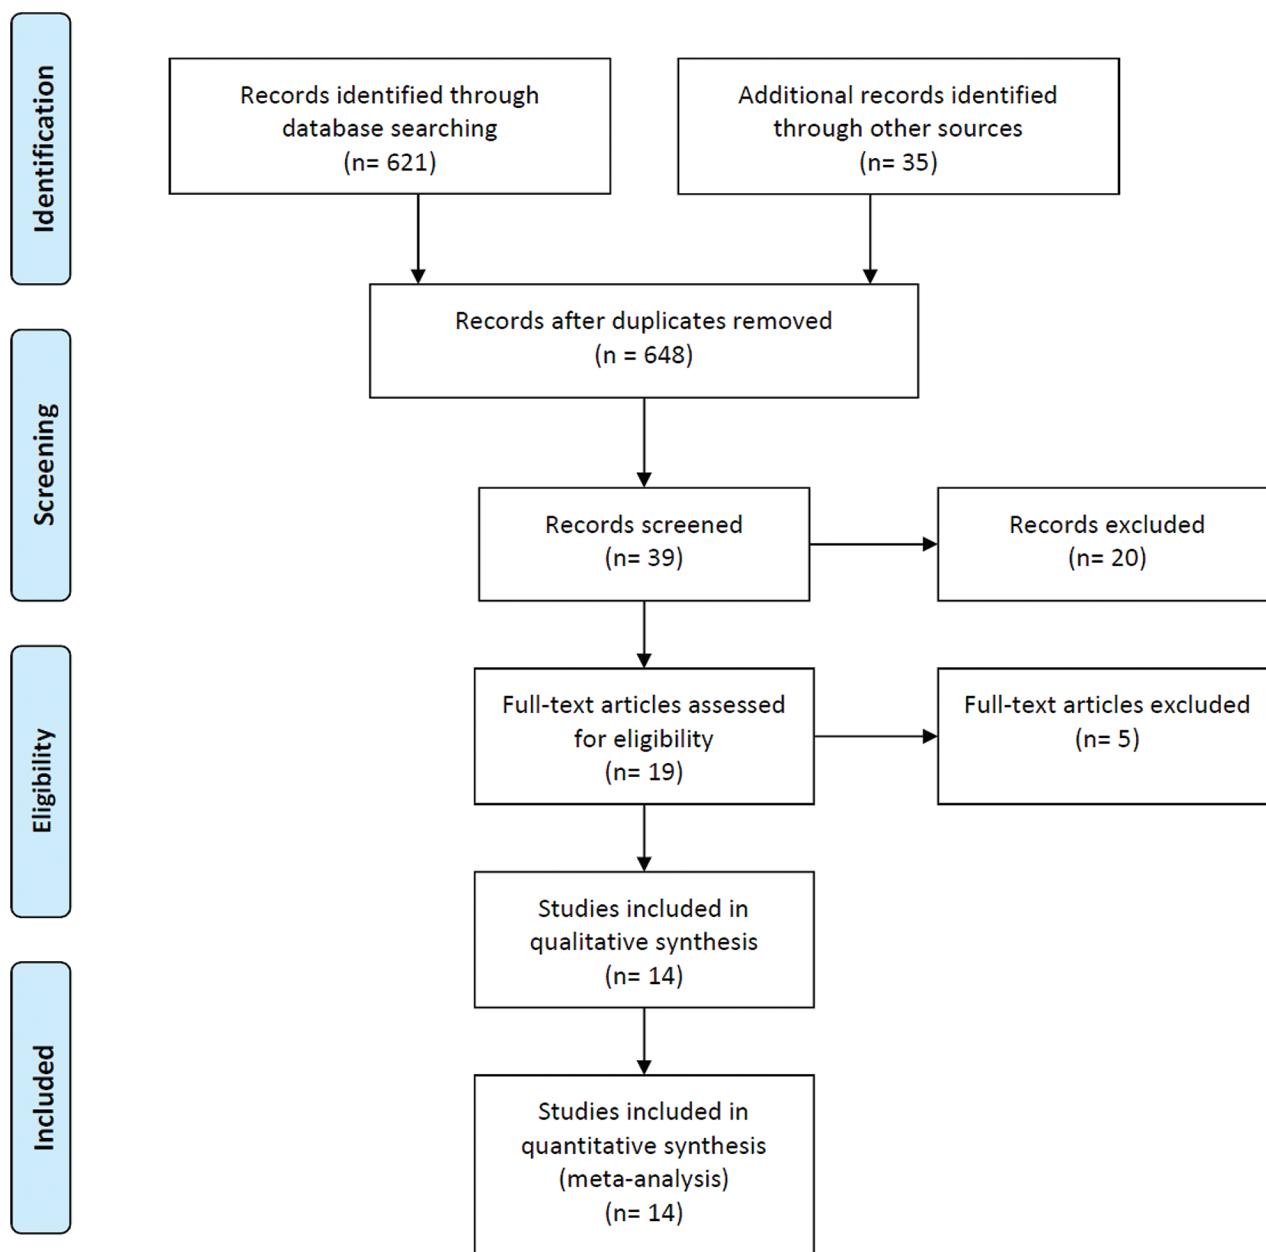 Identification
Records identified through
database searching
(n= 621)
Additional records identified
through other sources
(n= 35)
Records after duplicates removed
(n = 648)
Screening
Records screened
(n= 39)
Records excluded
(n= 20)
Eligibility
Full-text articles assessed
for eligibility
(n= 19)
Full-text articles excluded
(n= 5)
Studies included in
qualitative synthesis
(n= 14)
Included
Studies included in
quantitative synthesis
(meta-analysis)
(n= 14)